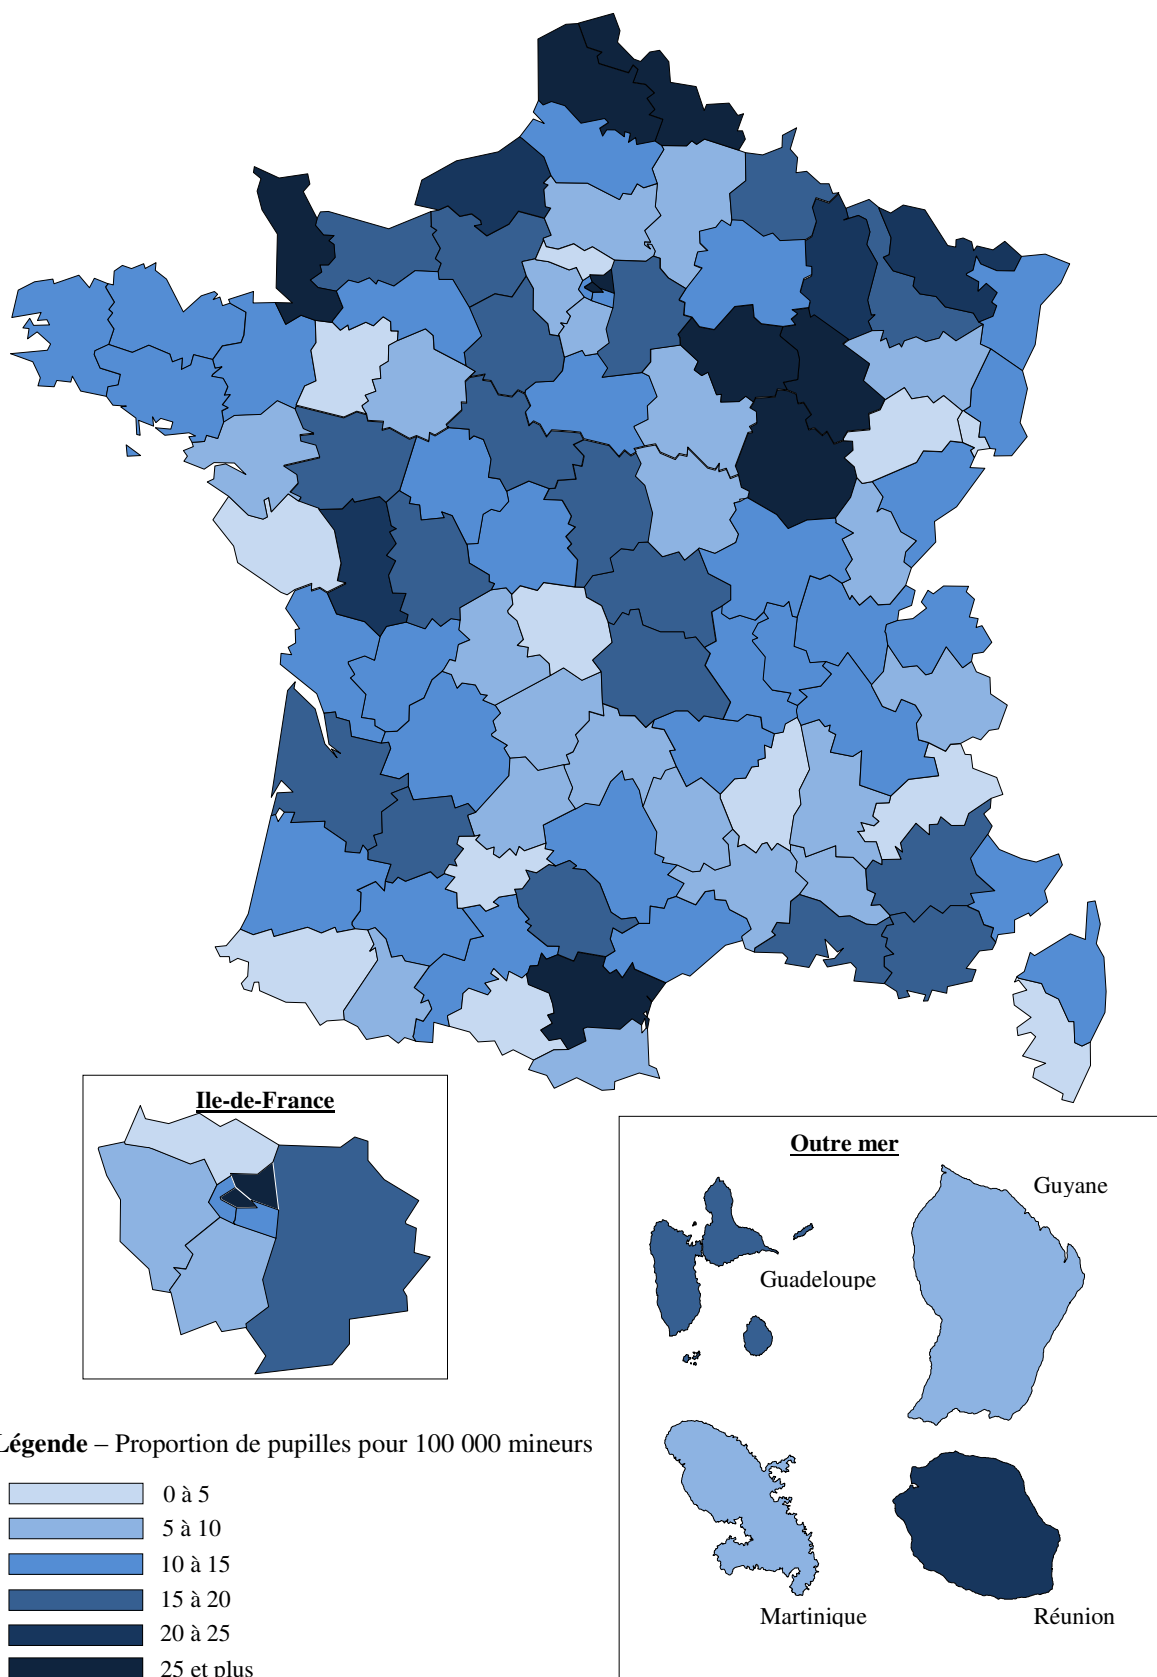 Ile-de-France
Outre mer
Guyane
Guadeloupe
Martinique
Réunion
Légende – Proportion de pupilles pour 100 000 mineurs
0 à 5
5 à 10
10 à 15
15 à 20
20 à 25
25 et plus